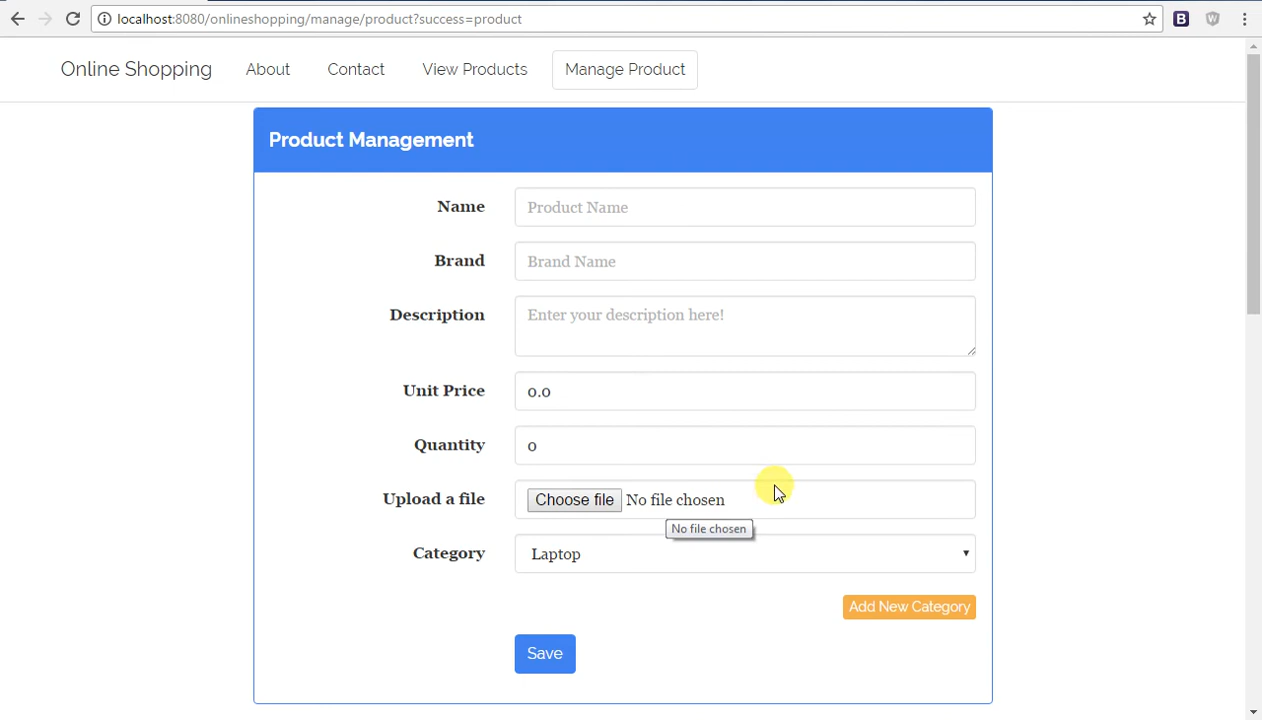 localhost:8080/onlineshopping/manage/product?success=product
B
W
Online Shopping About Contact View Products Manage Product
Product Management
Name Product Name
Brand Brand Name
Description Enter your description here!
Unit Price 0.0
Quantity 0
Upload a file Choose file No file chosen
No file chosen
Category Laptop
Add New Category
Save